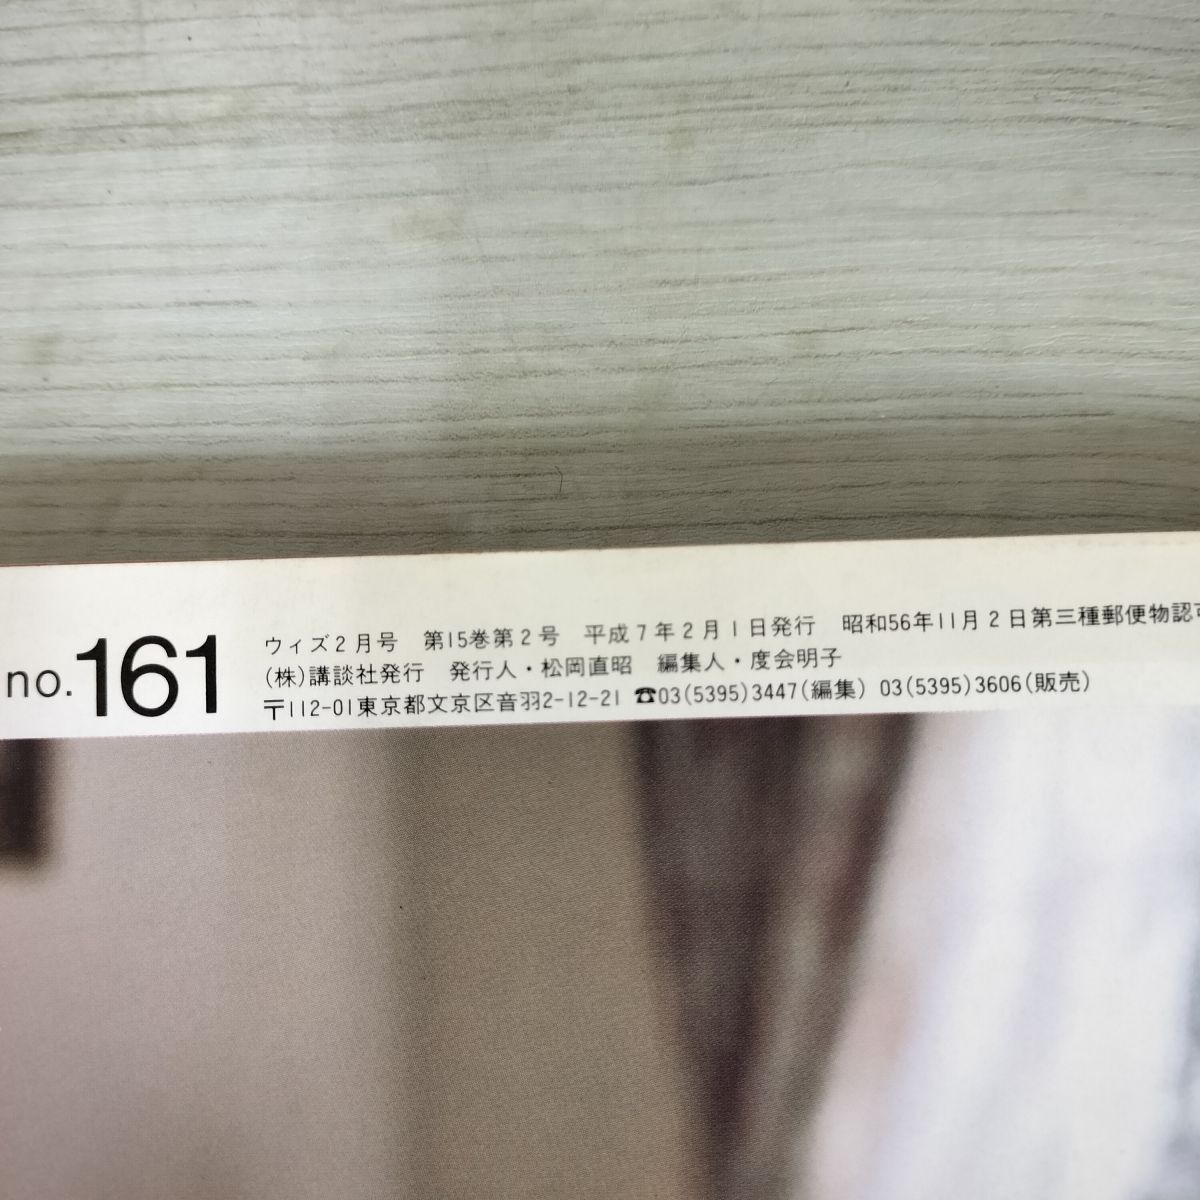 no.161
ウィズ2月号 第15巻第2号 平成7年2月1日発行 昭和56年11月2日第三種郵便物認可
(株)講談社発行 発行人・松岡直昭 編集人・度会明子
〒112-01東京都文京区音羽2-12-21 ☎03(5395)3447(編集) 03(5395)3606(販売)